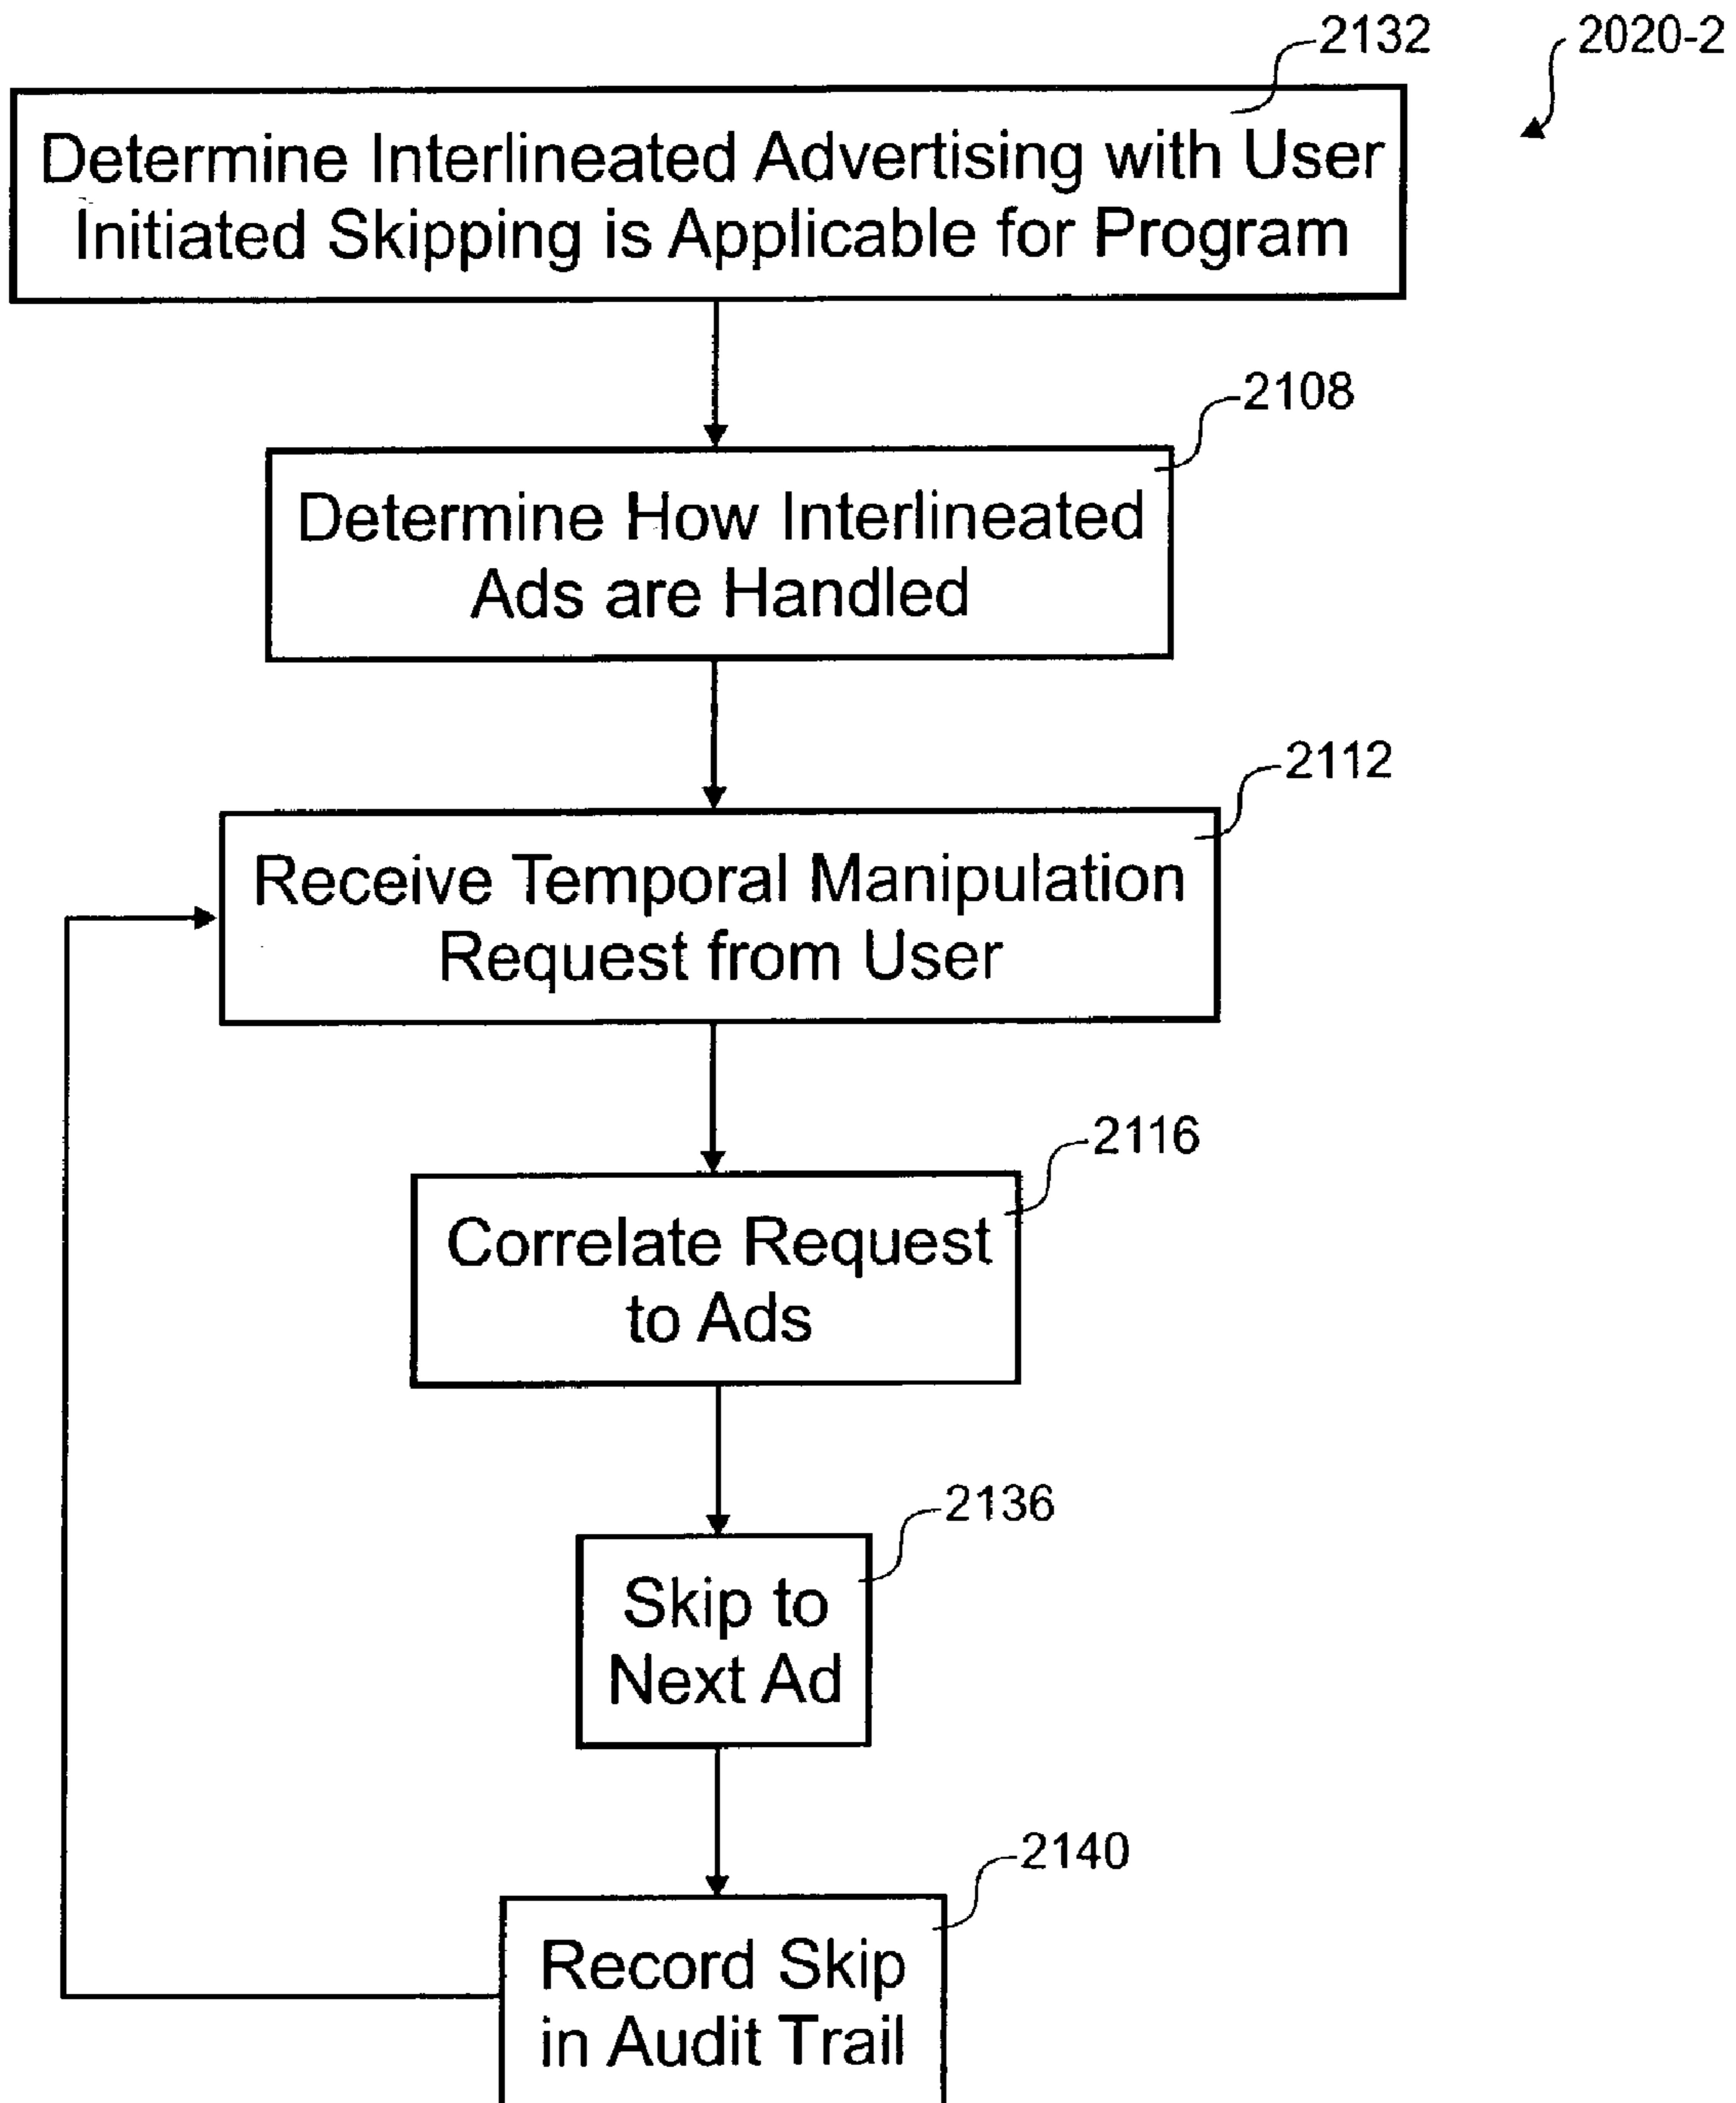 2132
2020-2
Determine Interlineated Advertising with User
Initiated Skipping is Applicable for Program
2108
Determine How Interlineated
Ads are Handled
2112
Receive Temporal Manipulation
Request from User
2116
Correlate Request
to Ads
2136
Skip to
Next Ad
2140
Record Skip
in Audit Trail